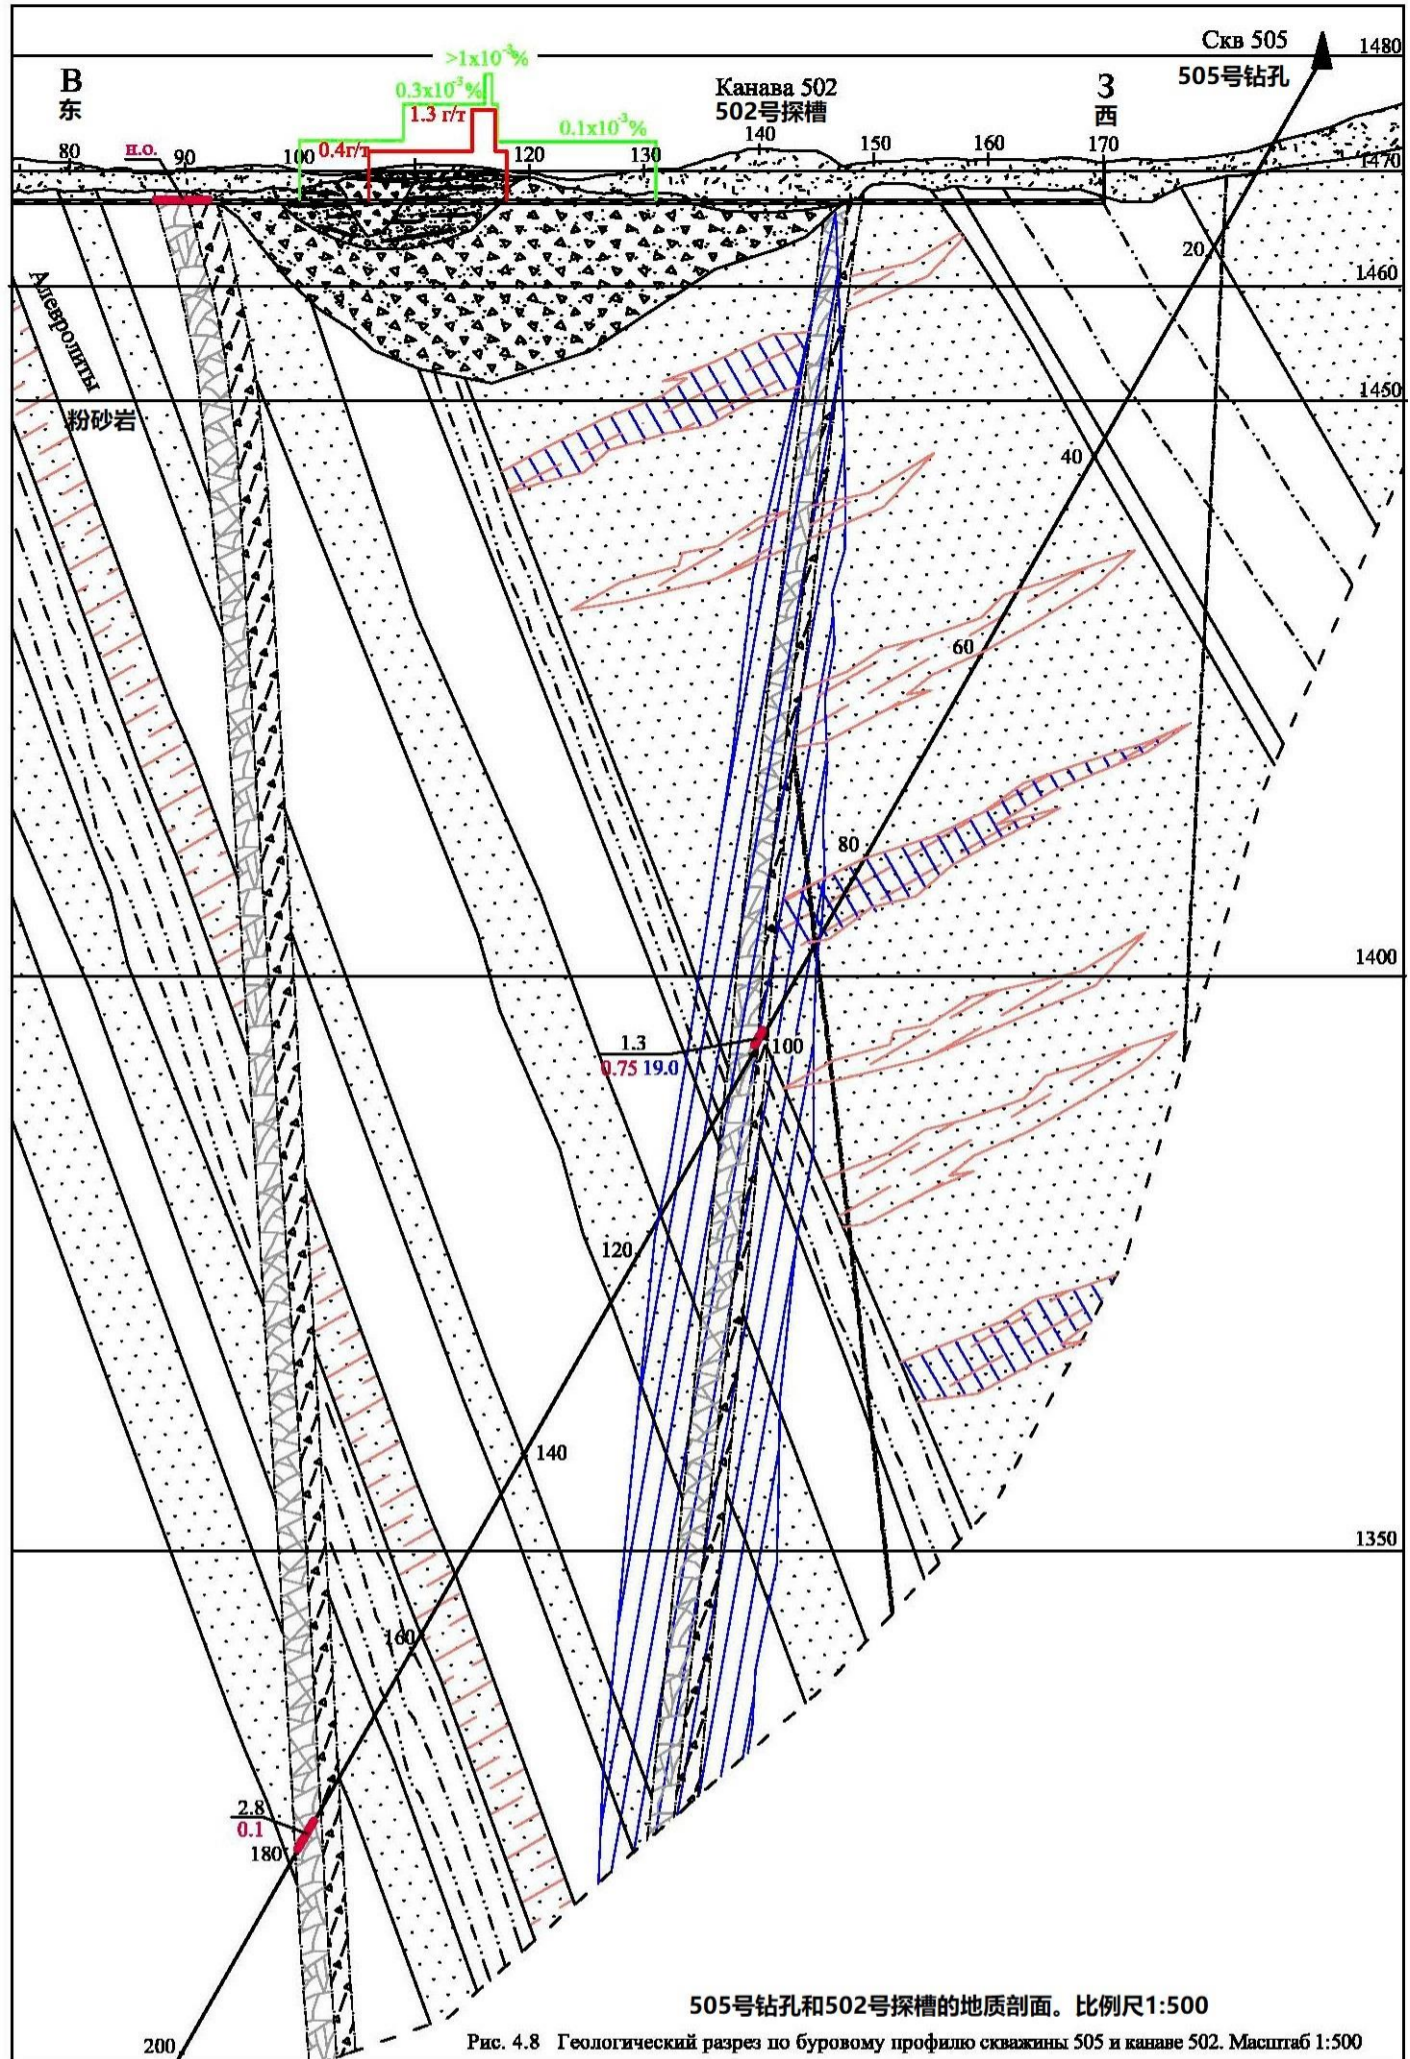 Скв 505
505号钻孔
1480
>1x10⁻³%
В
东
0.3x10⁻³%
Канава 502
502号探槽
З
西
1.3 г/т
0.1x10⁻³%
0.4г/т
н.о.
80 90 100 120 130 140 150 160 170
1470
20
1460
Алевролиты
粉砂岩
1450
40
60
80
1400
1.3
0.75 19.0
100
120
140
1350
160
2.8
0.1
180
200
505号钻孔和502号探槽的地质剖面。比例尺1:500
Рис. 4.8 Геологический разрез по буровому профилю скважины 505 и канаве 502. Масштаб 1:500